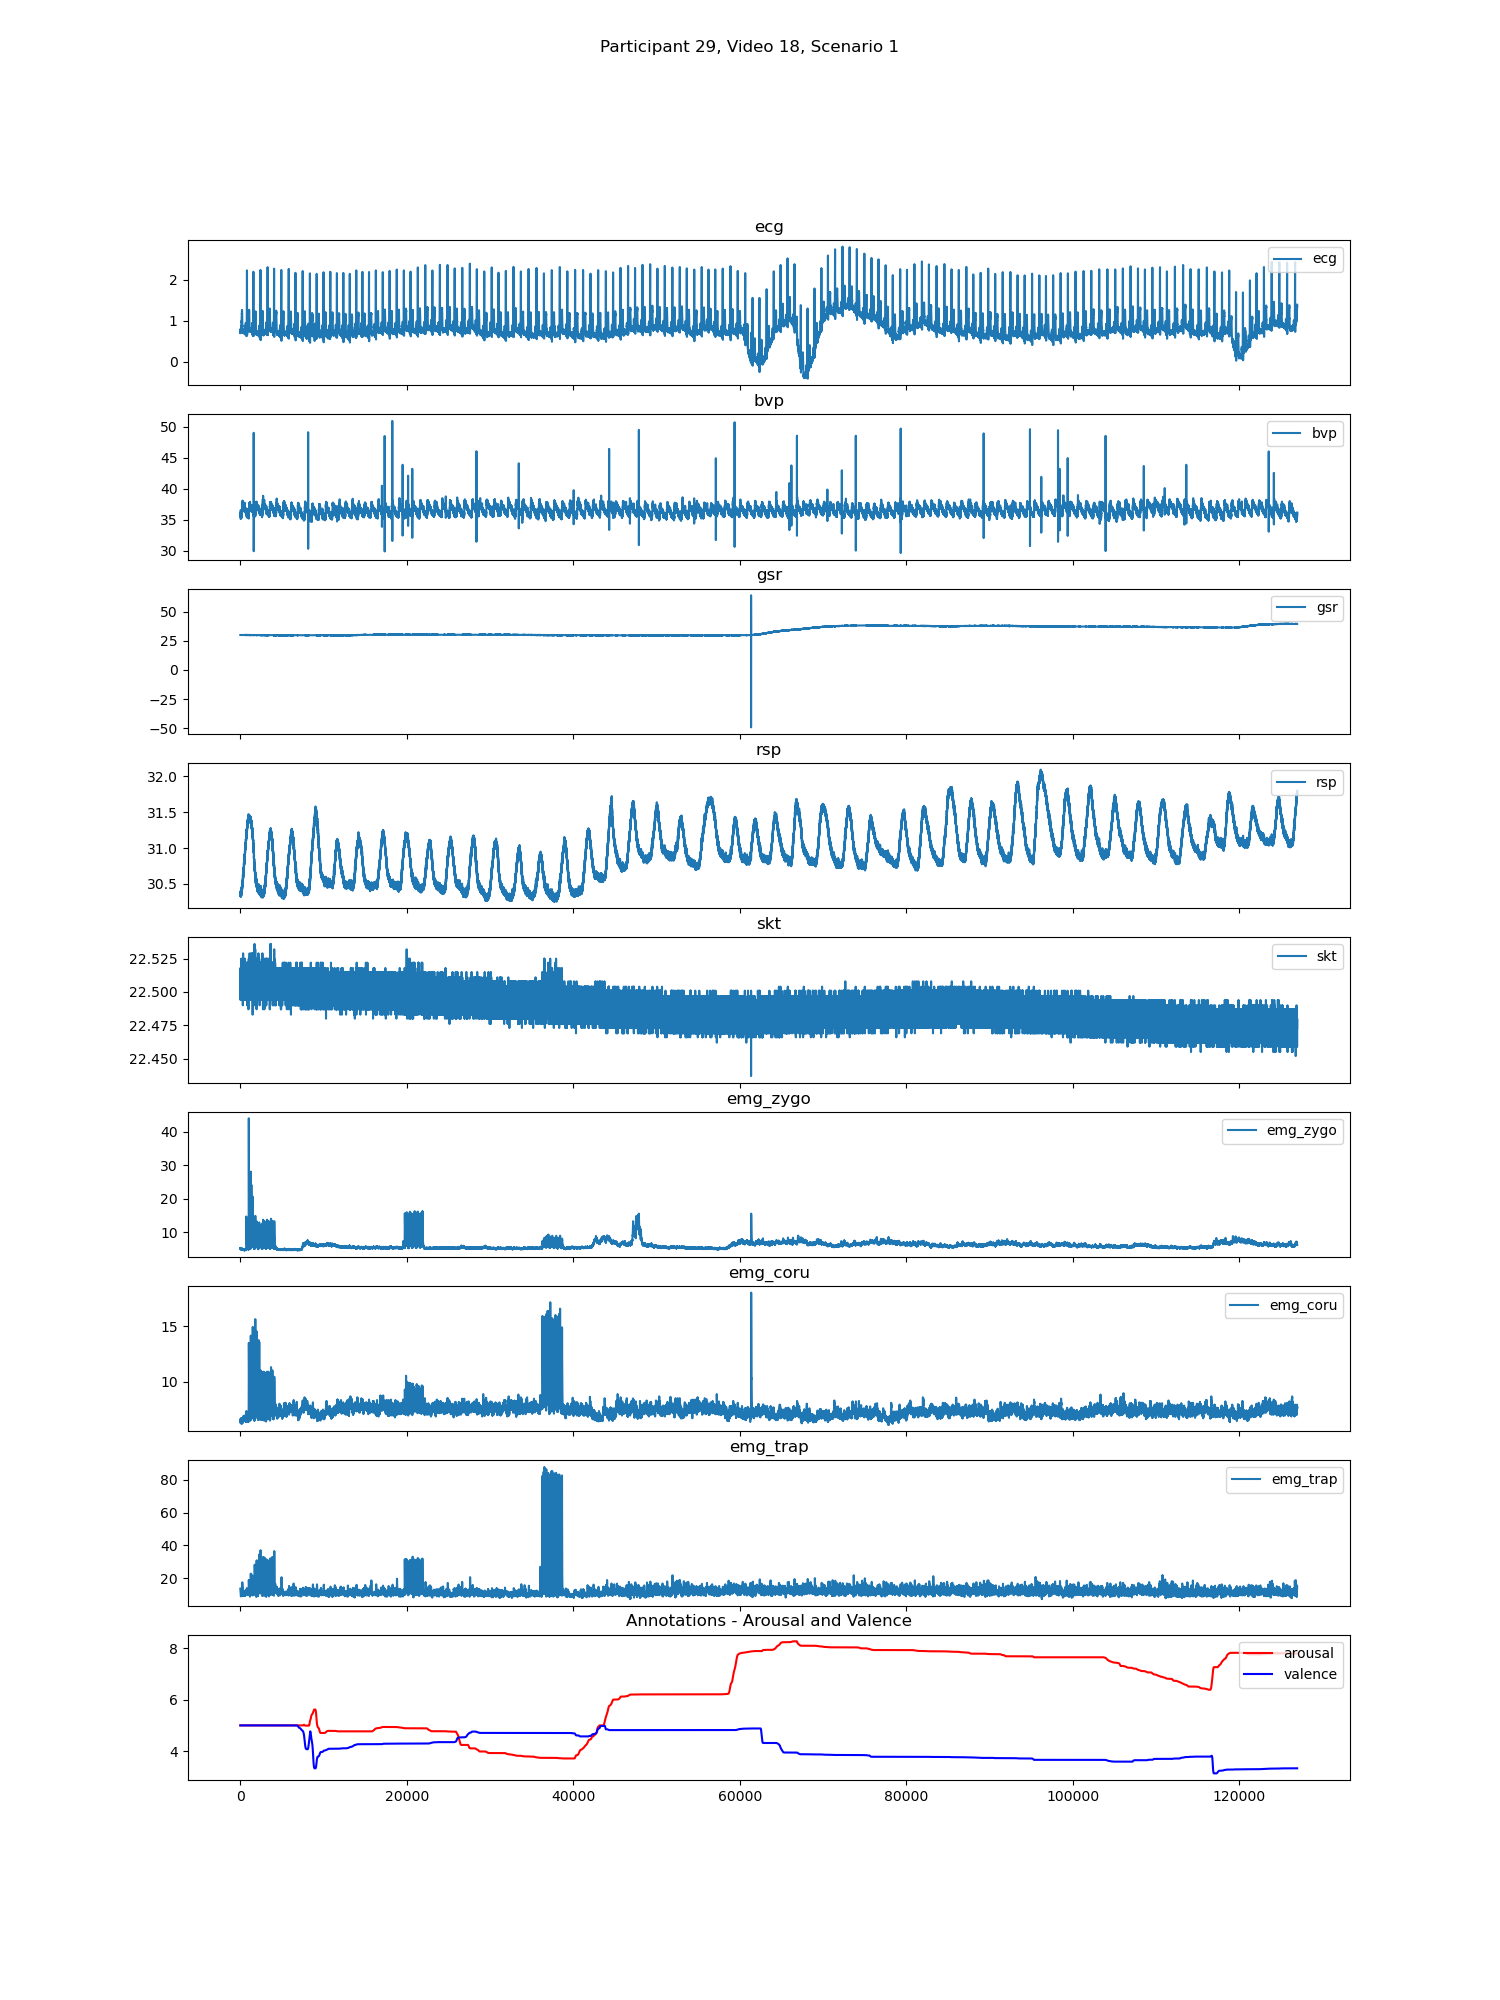 Participant 29, Video 18, Scenario 1
ecg
ecg
2
1
0
bvp
bvp
50
45
40
35
30
gsr
gsr
50
25
0
−25
−50
rsp
rsp
32.0
31.5
31.0
30.5
skt
skt
22.525
22.500
22.475
22.450
emg_zygo
emg_zygo
40
30
20
10
emg_coru
emg_coru
15
10
emg_trap
emg_trap
80
60
40
20
Annotations - Arousal and Valence
arousal
valence
8
6
4
0 20000 40000 60000 80000 100000 120000